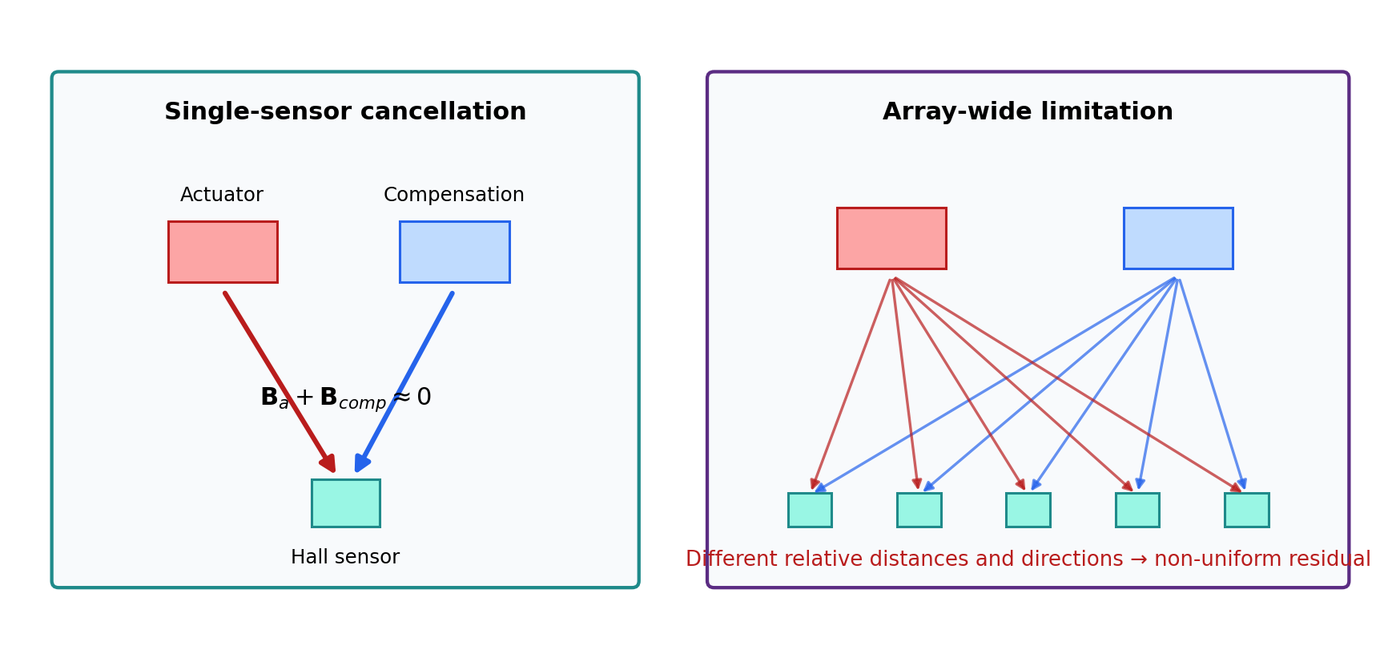 Single-sensor cancellation
Actuator
Compensation
B_a + B_comp ≈ 0
Hall sensor
Array-wide limitation
Different relative distances and directions → non-uniform residual